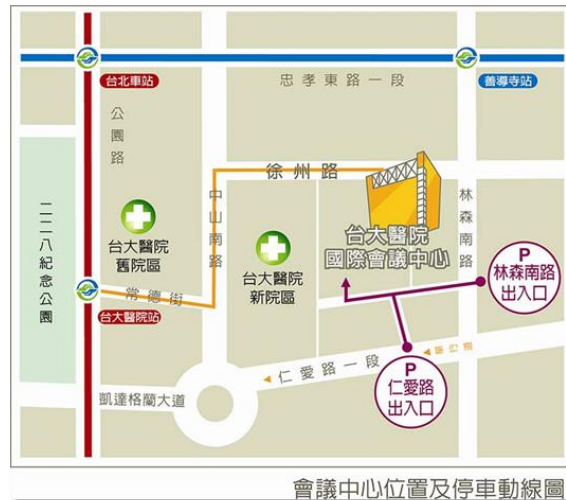 台北車站
忠孝東路一段
善導寺站
公園路
徐州路
中山南路
林森南路
二二八紀念公園
台大醫院
舊院區
台大醫院
新院區
台大醫院
國際會議中心
P
林森南路
出入口
常德街
台大醫院站
仁愛路一段
單行道
P
仁愛路
出入口
凱達格蘭大道
會議中心位置及停車動線圖